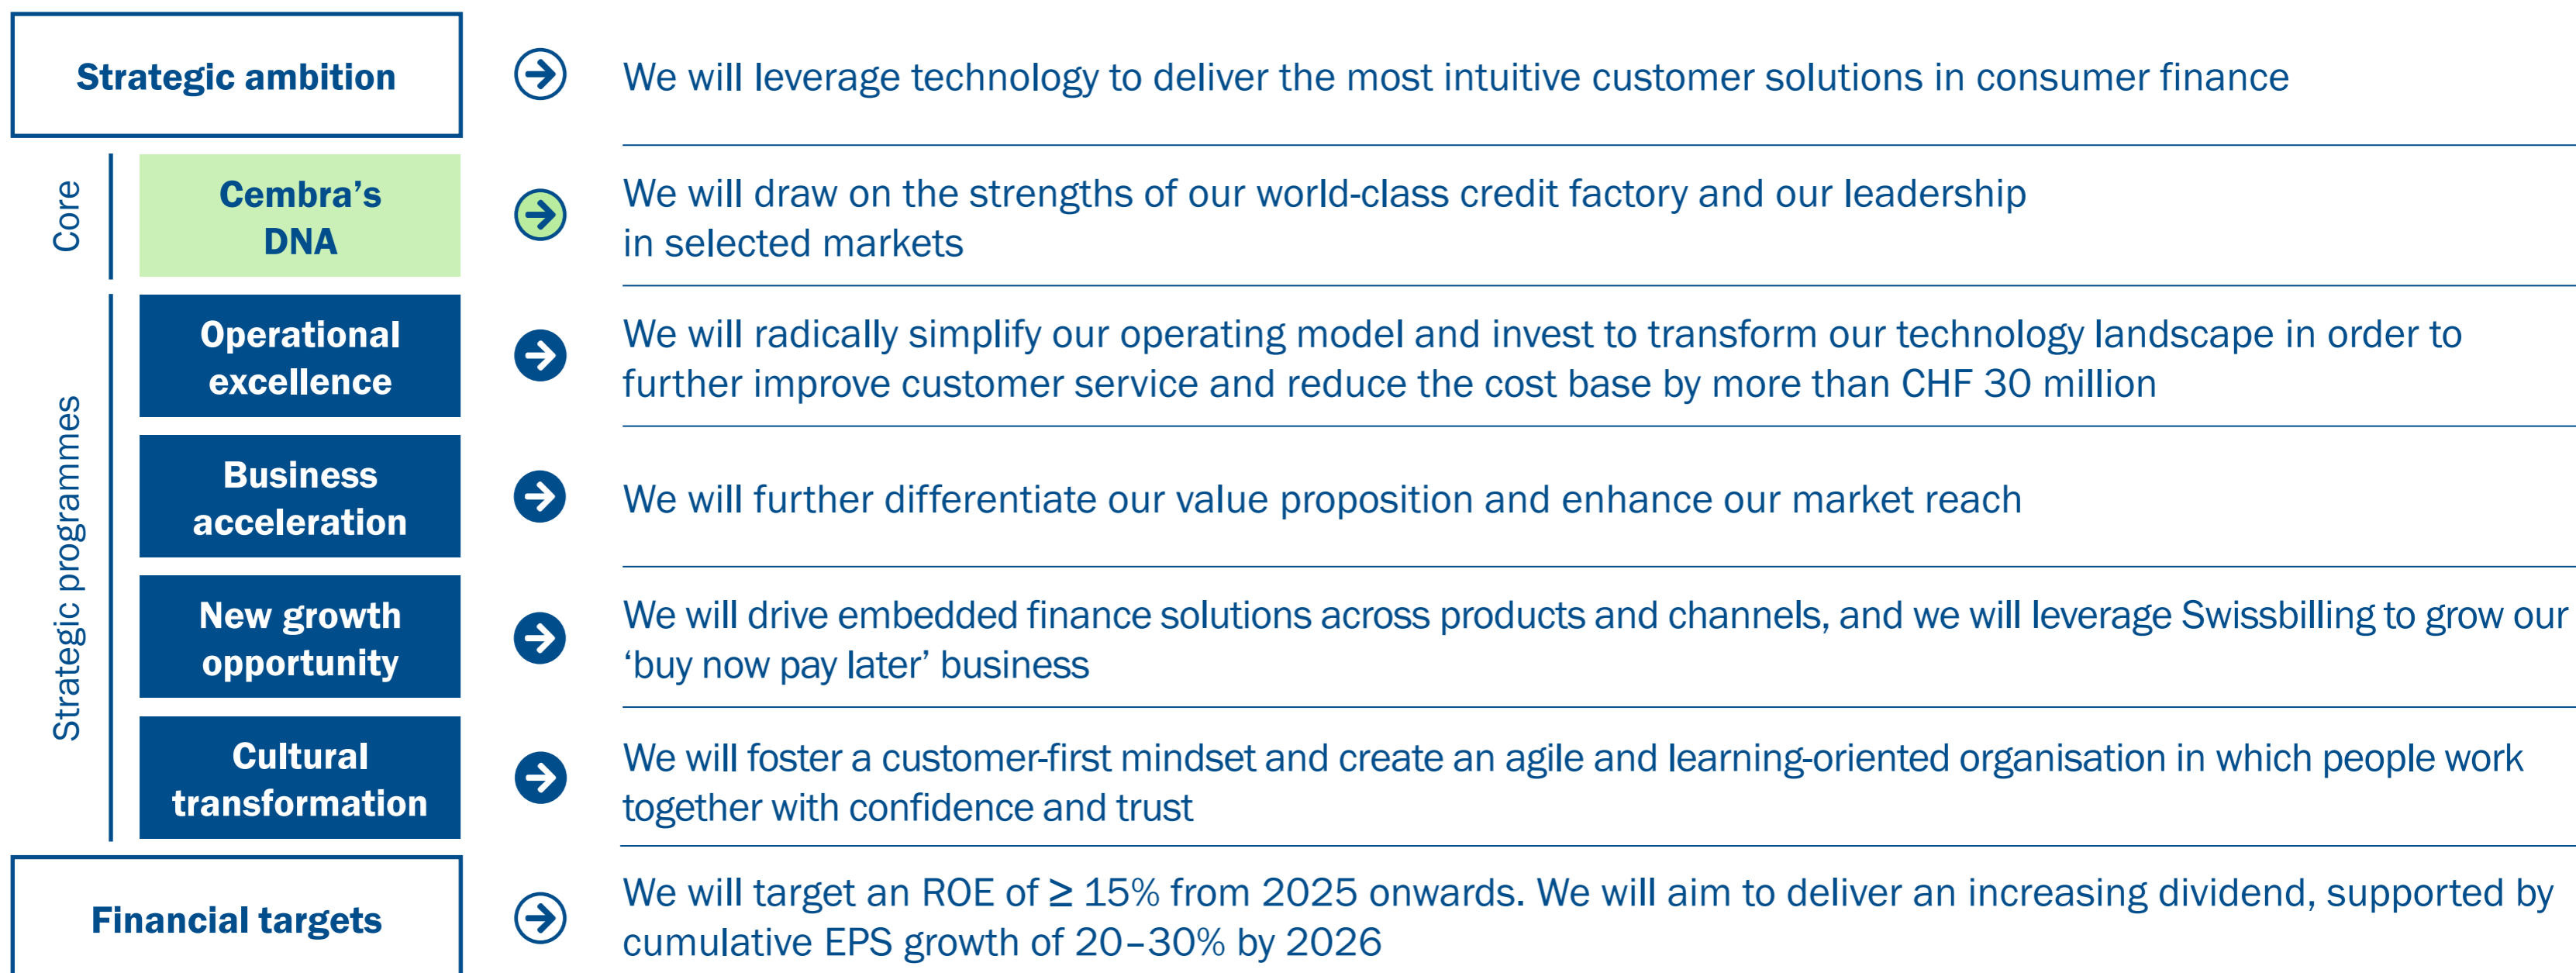 Strategic ambition
We will leverage technology to deliver the most intuitive customer solutions in consumer finance
Core
Cembra’s
DNA
We will draw on the strengths of our world-class credit factory and our leadership
in selected markets
Strategic programmes
Operational
excellence
We will radically simplify our operating model and invest to transform our technology landscape in order to
further improve customer service and reduce the cost base by more than CHF 30 million
Business
acceleration
We will further differentiate our value proposition and enhance our market reach
New growth
opportunity
We will drive embedded finance solutions across products and channels, and we will leverage Swissbilling to grow our
‘buy now pay later’ business
Cultural
transformation
We will foster a customer-first mindset and create an agile and learning-oriented organisation in which people work
together with confidence and trust
Financial targets
We will target an ROE of ≥ 15% from 2025 onwards. We will aim to deliver an increasing dividend, supported by
cumulative EPS growth of 20–30% by 2026